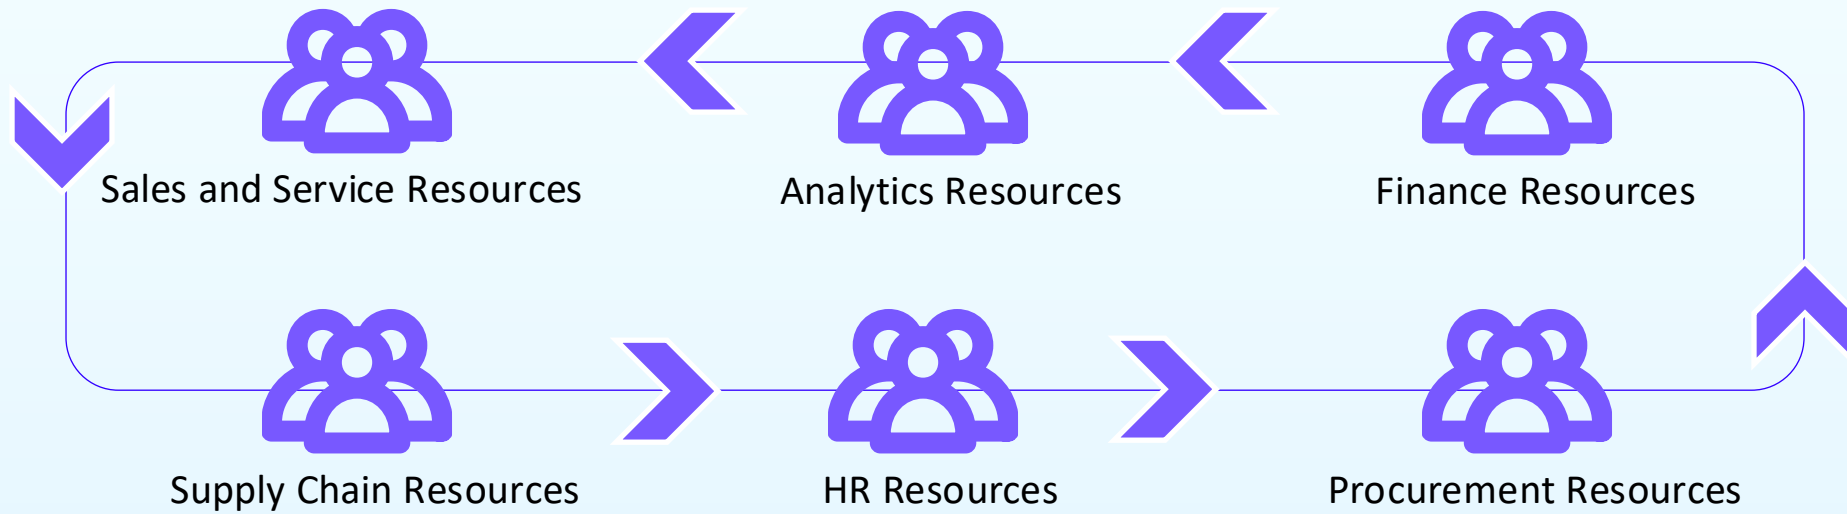 Sales and Service Resources
Analytics Resources
Finance Resources
Supply Chain Resources
HR Resources
Procurement Resources